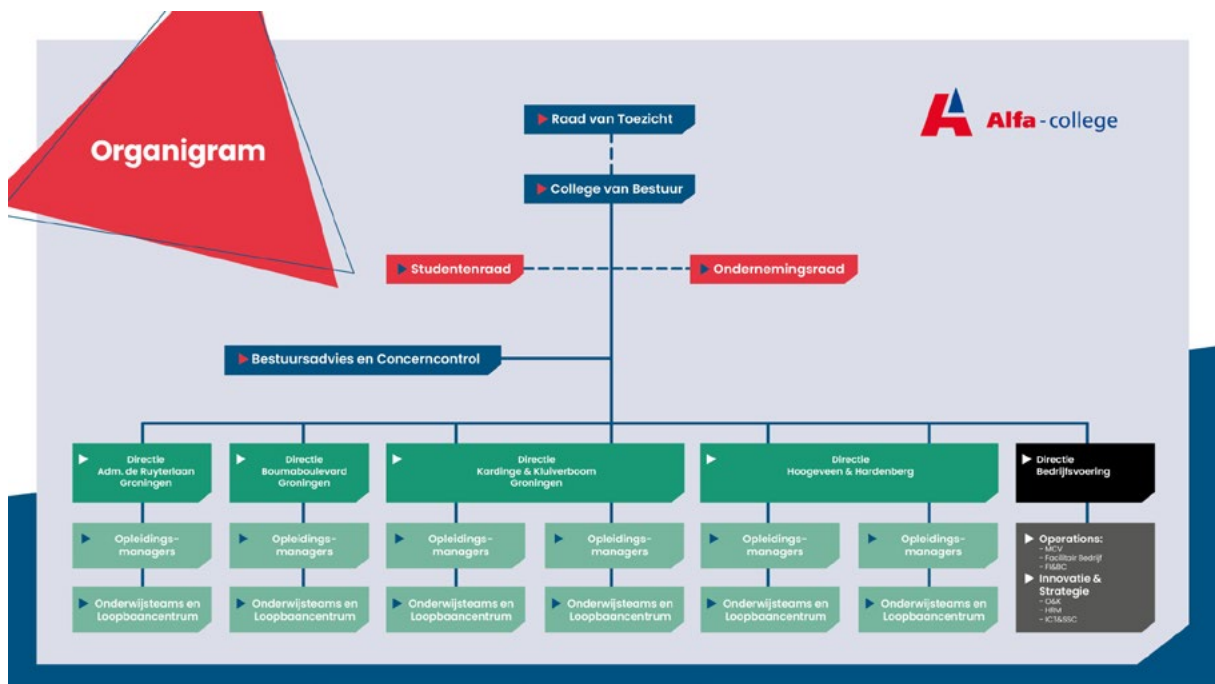 Organigram
Alfa-college
Raad van Toezicht
College van Bestuur
Studentenraad
Ondernemingsraad
Bestuursadvies en Concerncontrol
Directie
Adm. de Ruyterlaan
Groningen
Directie
Boumaboulevard
Groningen
Directie
Kardinge & Kluiverboom
Groningen
Directie
Hoogeveen & Hardenberg
Directie
Bedrijfsvoering
Opleidings-
managers
Opleidings-
managers
Opleidings-
managers
Opleidings-
managers
Opleidings-
managers
Opleidings-
managers
Operations:
- MCV
- Facilitair Bedrijf
- FI&BC
Innovatie &
Strategie
- O&K
- HRM
- ICT&SSC
Onderwijsteams en
Loopbaancentrum
Onderwijsteams en
Loopbaancentrum
Onderwijsteams en
Loopbaancentrum
Onderwijsteams en
Loopbaancentrum
Onderwijsteams en
Loopbaancentrum
Onderwijsteams en
Loopbaancentrum